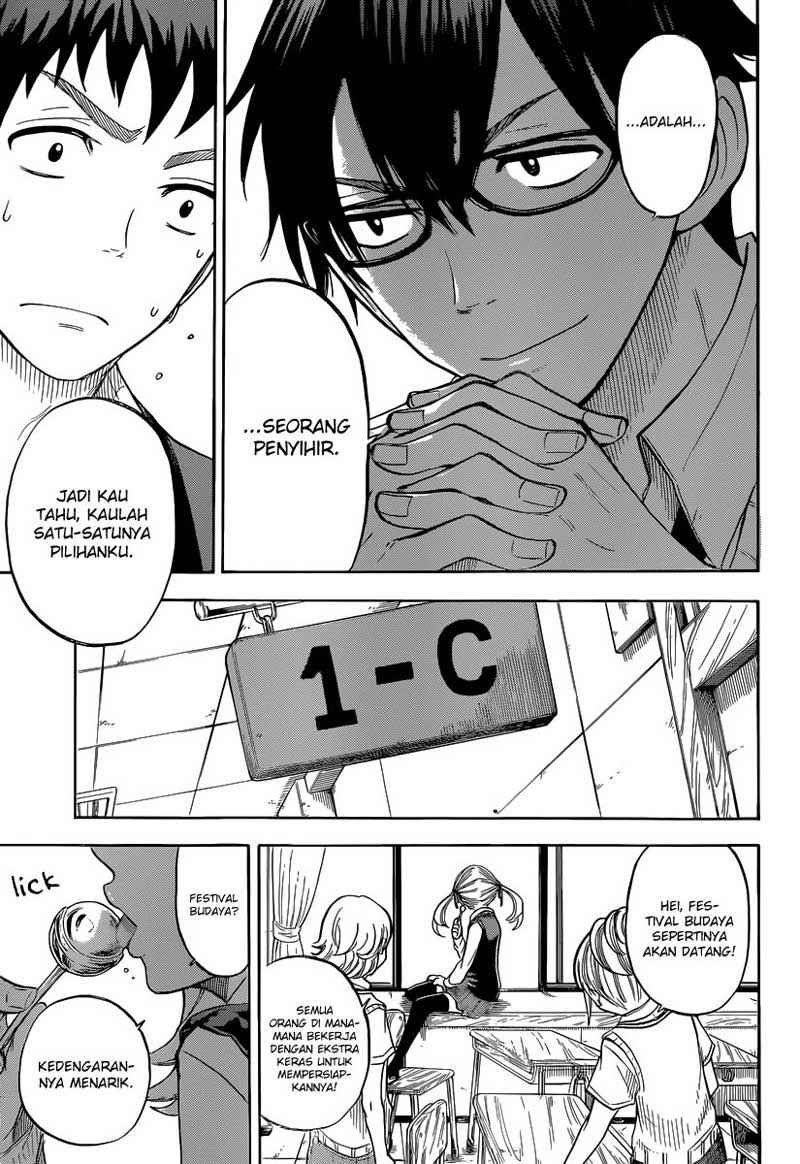 ...ADALAH...
...SEORANG
PENYIHIR.
JADI KAU
TAHU, KAULAH
SATU-SATUNYA
PILIHANKU.
1-C
HEI, FES-
TIVAL BUDAYA
SEPERTINYA
AKAN DATANG!
SEMUA
ORANG DI MANA-
MANA BEKERJA
DENGAN EKSTRA
KERAS UNTUK
MEMPERSIAP-
KANNYA!
FESTIVAL
BUDAYA?
lick
KEDENGARAN-
NYA MENARIK.